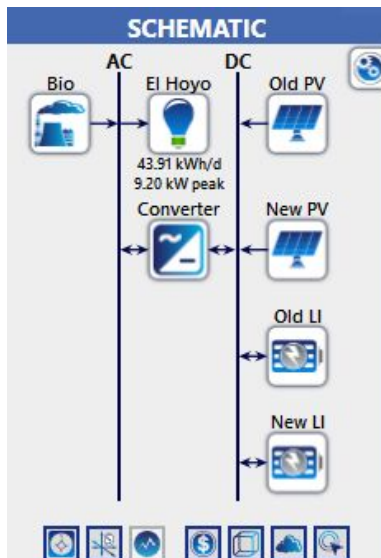 SCHEMATIC
AC DC
Bio El Hoyo Old PV
43.91 kWh/d
9.20 kW peak
Converter New PV
Old LI
New LI